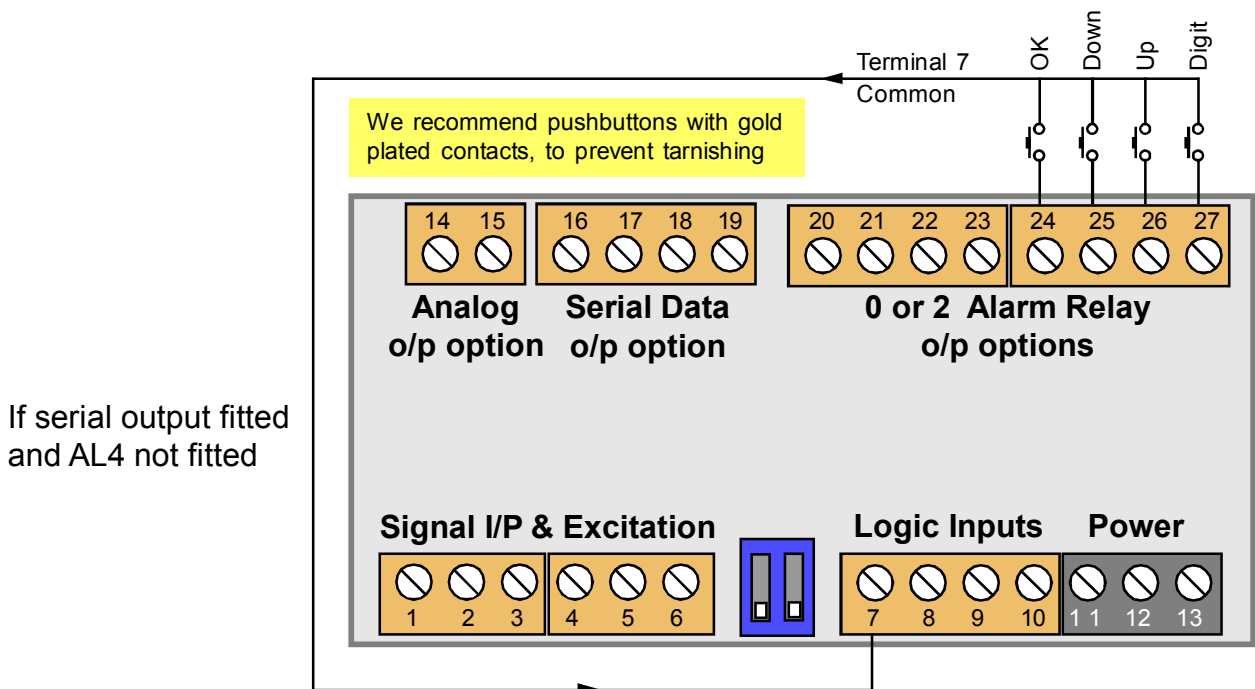 OK Down Up Digit
Terminal 7
Common
We recommend pushbuttons with gold
plated contacts, to prevent tarnishing
14 15 16 17 18 19 20 21 22 23 24 25 26 27
Analog
o/p option
Serial Data
o/p option
0 or 2 Alarm Relay
o/p options
If serial output fitted
and AL4 not fitted
Signal I/P & Excitation
Logic Inputs
Power
1 2 3 4 5 6 7 8 9 10 1 1 12 13